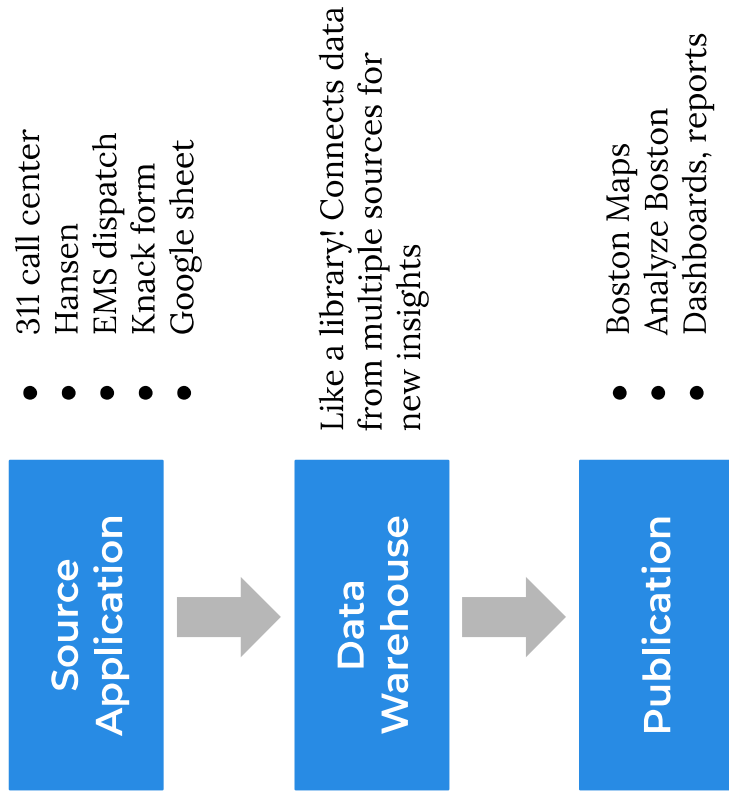 Source
Application
311 call center
Hansen
EMS dispatch
Knack form
Google sheet
Data
Warehouse
Like a library! Connects data
from multiple sources for
new insights
Publication
Boston Maps
Analyze Boston
Dashboards, reports